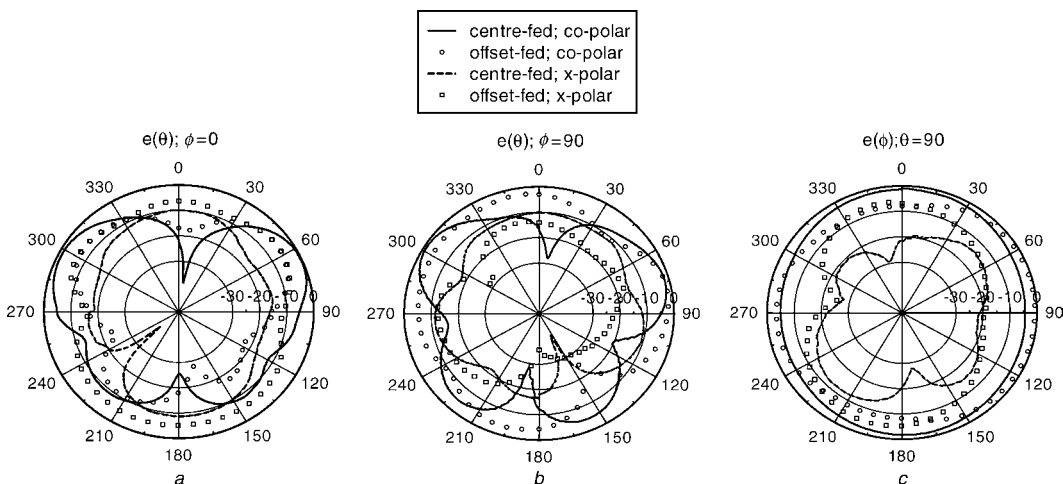 centre-fed; co-polar
offset-fed; co-polar
centre-fed; x-polar
offset-fed; x-polar
e(θ); ϕ=0
e(θ); ϕ=90
e(ϕ);θ=90
0
330 30
300 60
270 -30 -20 -10 0 90
240 120
210 150
180
a
0
330 30
300 60
270 -30 -20 -10 0 90
240 120
210 150
180
b
0
330 30
300 60
270 -30 -20 -10 0 90
240 120
210 150
180
c